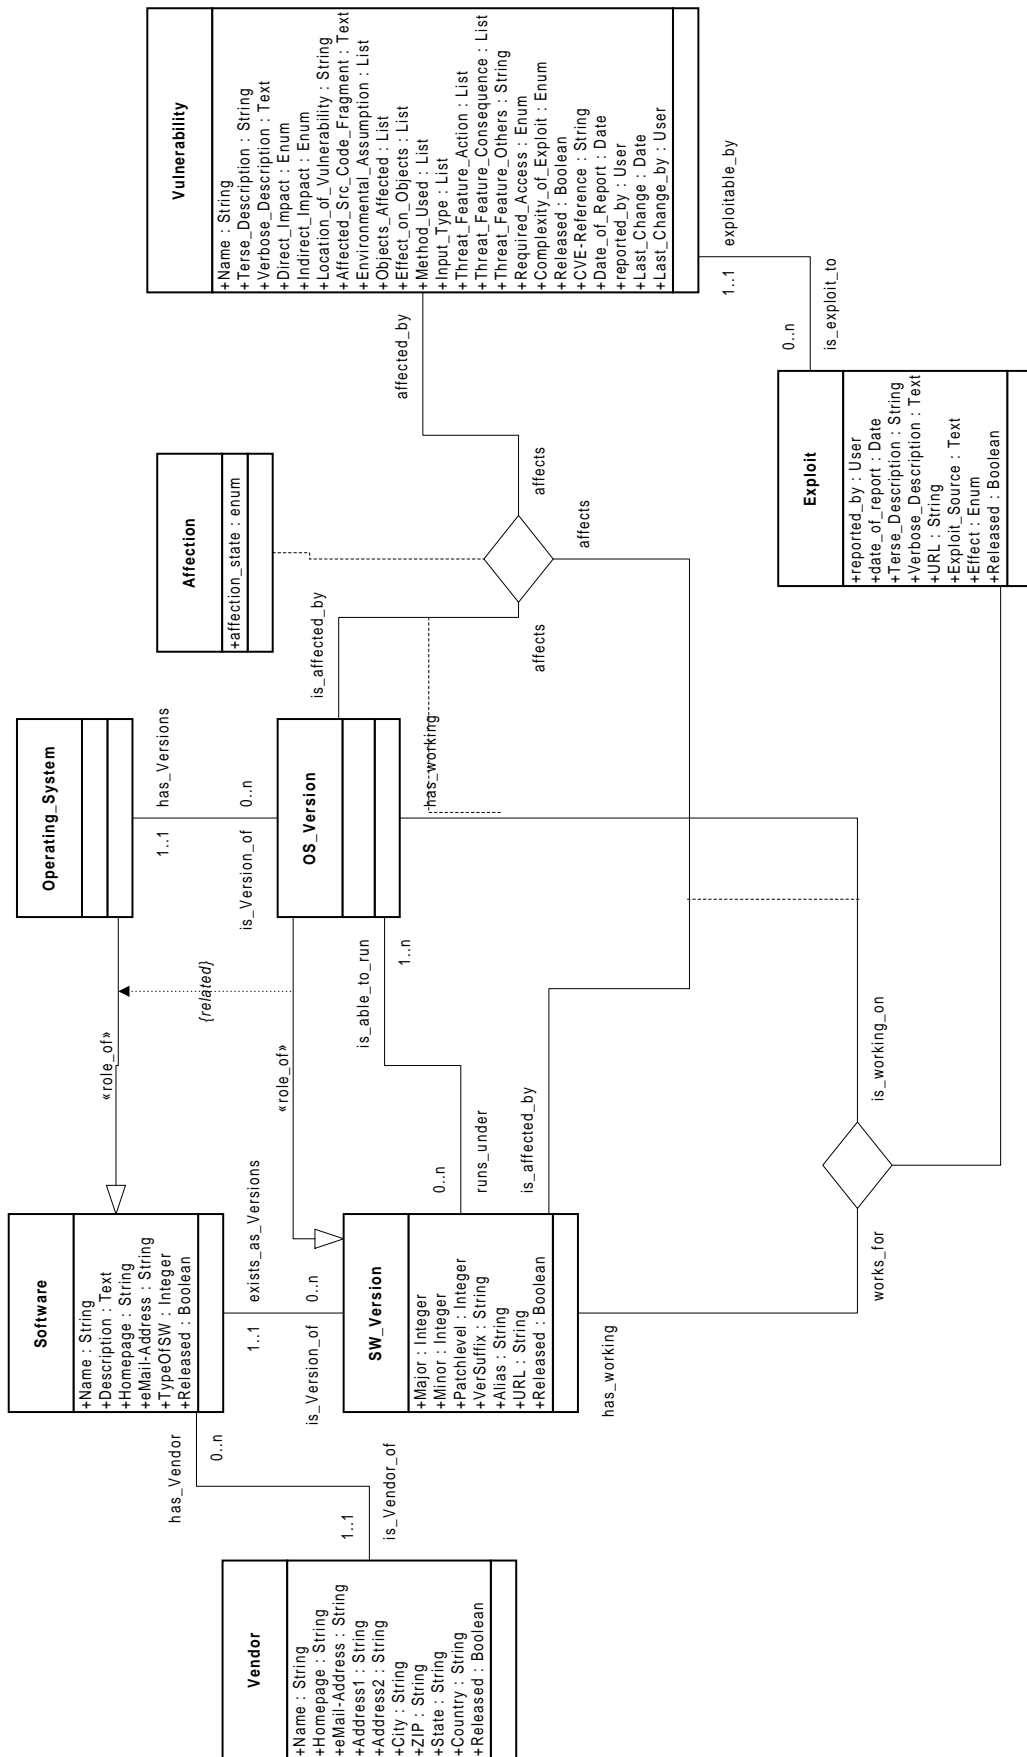 Vulnerability
+Name : String
+Terse_Description : String
+Verbose_Description : Text
+Direct_Impact : Enum
+Indirect_Impact : Enum
+Location_of_Vulnerability : String
+Affected_Src_Code_Fragment : Text
+Environmental_Assumption : List
+Objects_Affected : List
+Effect_on_Objects : List
+Method_Used : List
+Input_Type : List
+Threat_Feature_Action : List
+Threat_Feature_Consequence : List
+Threat_Feature_Others : String
+Required_Access : Enum
+Complexity_of_Exploit : Enum
+Released : Boolean
+CVE-Reference : String
+Date_of_Report : Date
+reported_by : User
+Last_Change : Date
+Last_Change_by : User
exploitable_by
1..1
0..n
is_exploit_to
affected_by
affects
affects
affects
is_affected_by
Affection
+affection_state : enum
Exploit
+reported_by : User
+date_of_report : Date
+Terse_Description : String
+Verbose_Description : Text
+URL : String
+Exploit_Source : Text
+Effect : Enum
+Released : Boolean
Operating_System
has_Versions
1..1
0..n
is_Version_of
OS_Version
has_working
is_able_to_run
1..n
{related}
«role_of»
«role_of»
0..n
runs_under
is_affected_by
is_working_on
works_for
has_working
Software
+Name : String
+Description : Text
+Homepage : String
+eMail-Address : String
+TypeOfSW : Integer
+Released : Boolean
exists_as_Versions
1..1
0..n
is_Version_of
SW_Version
+Major : Integer
+Minor : Integer
+Patchlevel : Integer
+VerSuffix : String
+Alias : String
+URL : String
+Released : Boolean
has_Vendor
0..n
1..1
is_Vendor_of
Vendor
+Name : String
+Homepage : String
+eMail-Address : String
+Address1 : String
+Address2 : String
+City : String
+ZIP : String
+State : String
+Country : String
+Released : Boolean